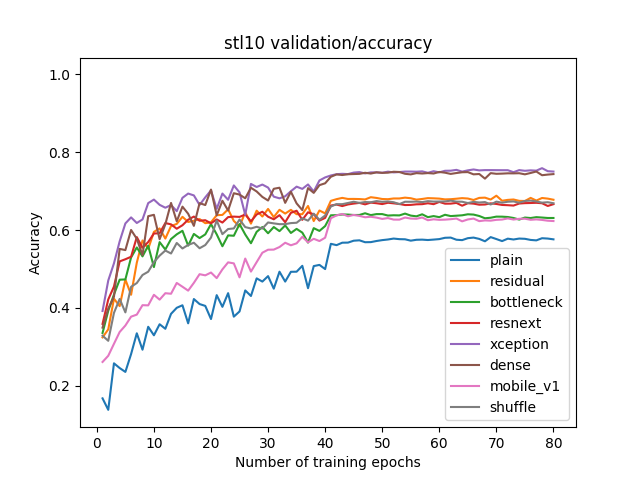 stl10 validation/accuracy
Accuracy
1.0
0.8
0.6
0.4
0.2
0 10 20 30 40 50 60 70 80
Number of training epochs
plain
residual
bottleneck
resnext
xception
dense
mobile_v1
shuffle